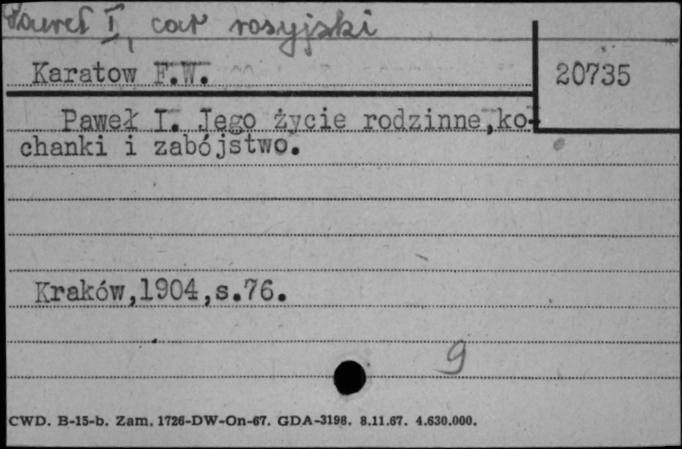 Paweł I, car rosyjski
Karatow F.W.
20735
Paweł I. Jego życie rodzinne,ko-
chanki i zabójstwo.
Kraków,1904,s.76.
9
CWD. B-15-b. Zam. 1726-DW-On-67. GDA-3198. 8.11.67. 4.630.000.